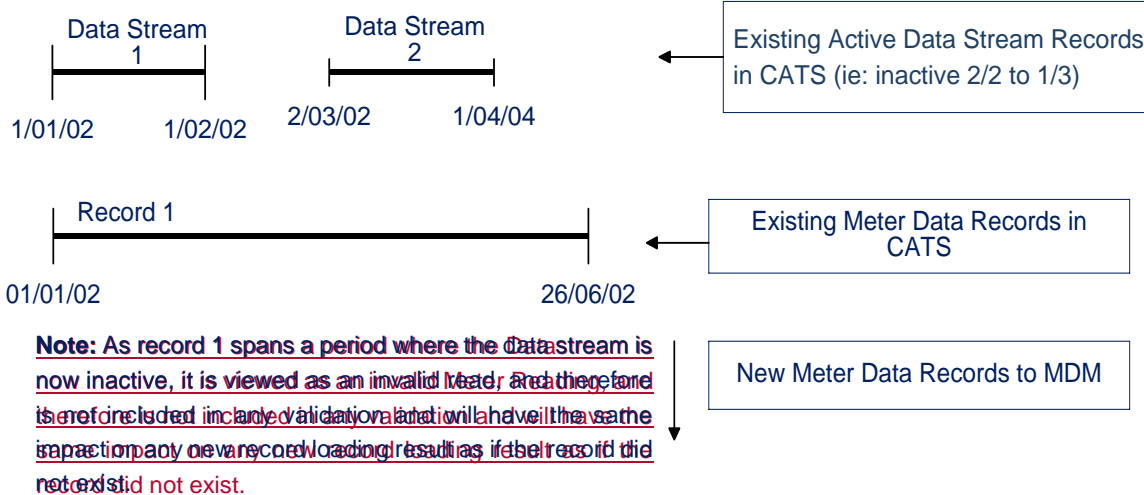 Data Stream
1
Data Stream
2
Existing Active Data Stream Records
in CATS (ie: inactive 2/2 to 1/3)
1/01/02
1/02/02
2/03/02
1/04/04
Record 1
Existing Meter Data Records in
CATS
01/01/02
26/06/02
Note: As record 1 spans a period where the Data stream is
now inactive, it is viewed as an invalid Meter Reading, and
therefore is not included in any validation and will have the
same impact on any new record loading result as if the
record did not exist.
New Meter Data Records to MDM